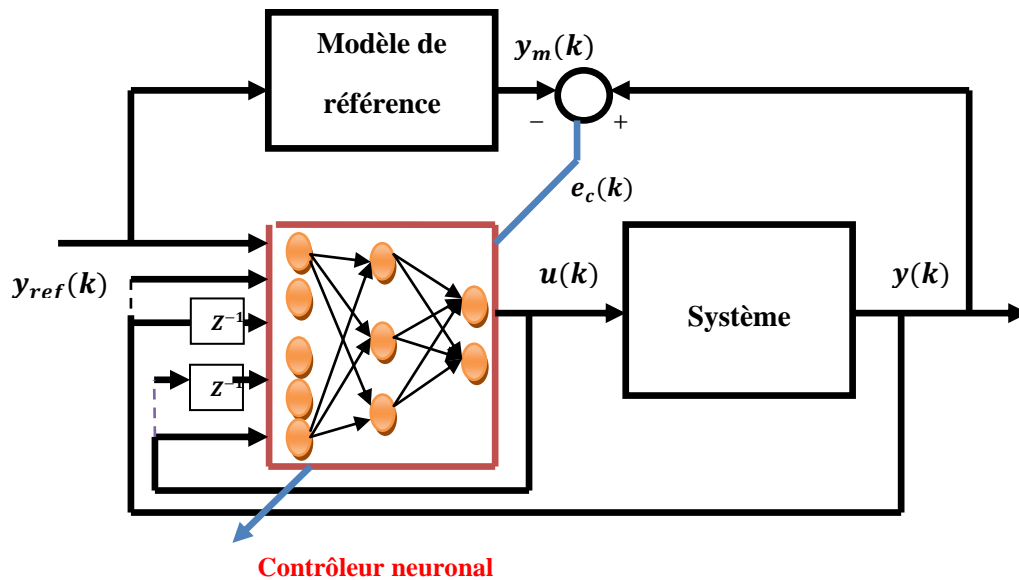 Modèle de
référence
y_m(k)
− +
e_c(k)
y_ref(k)
u(k)
y(k)
Z⁻¹
Système
Z⁻¹
Contrôleur neuronal